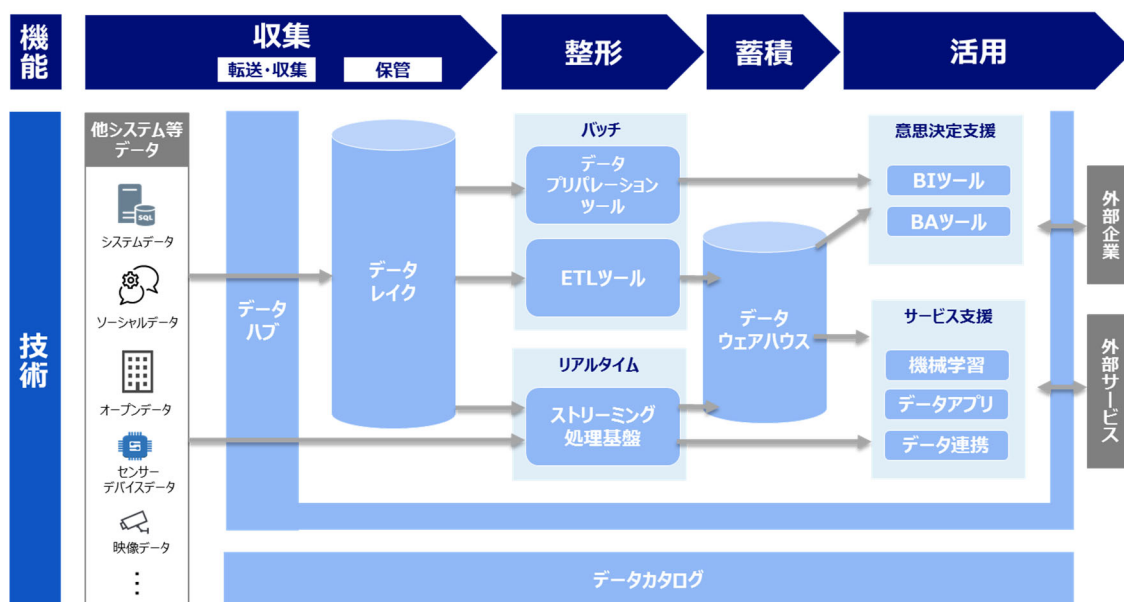 機
能
収集
転送・収集
保管
整形
蓄積
活用
技
術
他システム等
データ
SQL
システムデータ
ソーシャルデータ
オープンデータ
センサー
デバイスデータ
映像データ
⋮
データ
ハブ
データ
レイク
バッチ
データ
プリパレーション
ツール
ETLツール
リアルタイム
ストリーミング
処理基盤
データ
ウェアハウス
意思決定支援
BIツール
BAツール
サービス支援
機械学習
データアプリ
データ連携
外部企業
外部サービス
データカタログ